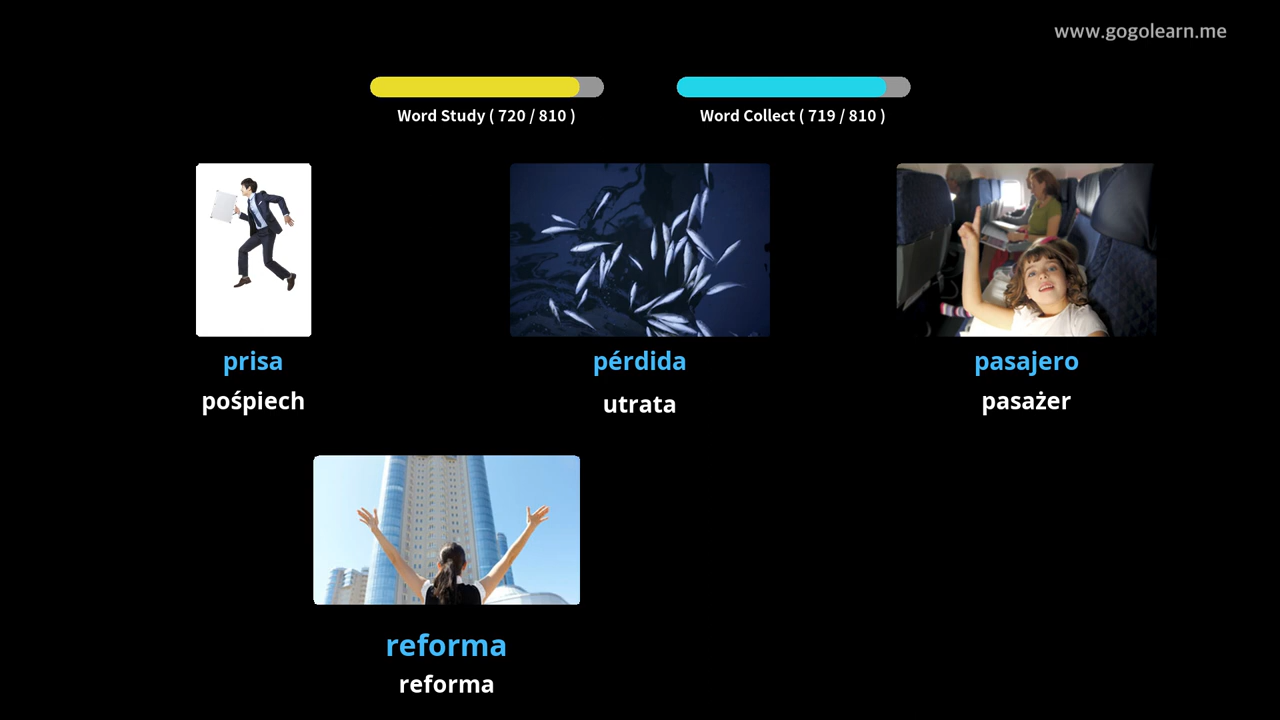 www.gogolearn.me
Word Study ( 720 / 810 )
Word Collect ( 719 / 810 )
prisa
pośpiech
pérdida
utrata
pasajero
pasażer
reforma
reforma